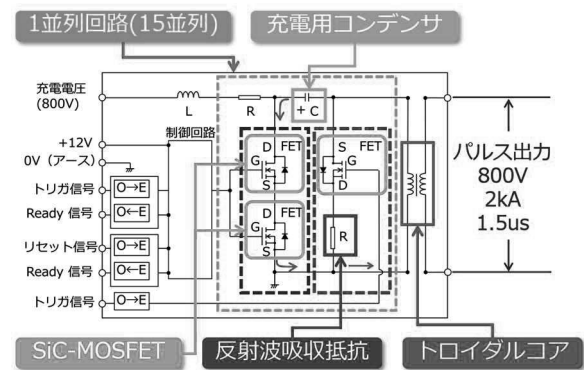 1並列回路(15並列)
充電用コンデンサ
充電電圧
(800V)
L
R
+ C
+12V
制御回路
0V（アース）
D FET
G
S
S FET
G
D
トリガ信号
O→E
Ready 信号
O←E
D FET
G
S
R
リセット信号
O→E
Ready 信号
O←E
トリガ信号
O→E
パルス出力
800V
2kA
1.5us
SiC-MOSFET
反射波吸収抵抗
トロイダルコア